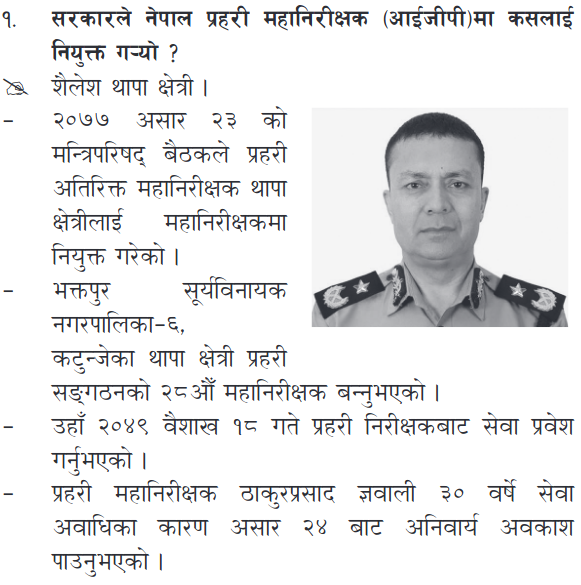 १. सरकारले नेपाल प्रहरी महानिरीक्षक (आईजीपी)मा कसलाई
नियुक्त गऱ्यो ?
शैलेश थापा क्षेत्री ।
– २०७७ असार २३ को
मन्त्रिपरिषद् बैठकले प्रहरी
अतिरिक्त महानिरीक्षक थापा
क्षेत्रीलाई महानिरीक्षकमा
नियुक्त गरेको ।
– भक्तपुर सूर्यविनायक
नगरपालिका–६,
कटुन्जेका थापा क्षेत्री प्रहरी
सङ्गठनको २८औँ महानिरीक्षक बन्नुभएको ।
– उहाँ २०४९ वैशाख १८ गते प्रहरी निरीक्षकबाट सेवा प्रवेश
गर्नुभएको ।
– प्रहरी महानिरीक्षक ठाकुरप्रसाद ज्ञवाली ३० वर्षे सेवा
अवाधिका कारण असार २४ बाट अनिवार्य अवकाश
पाउनुभएको ।